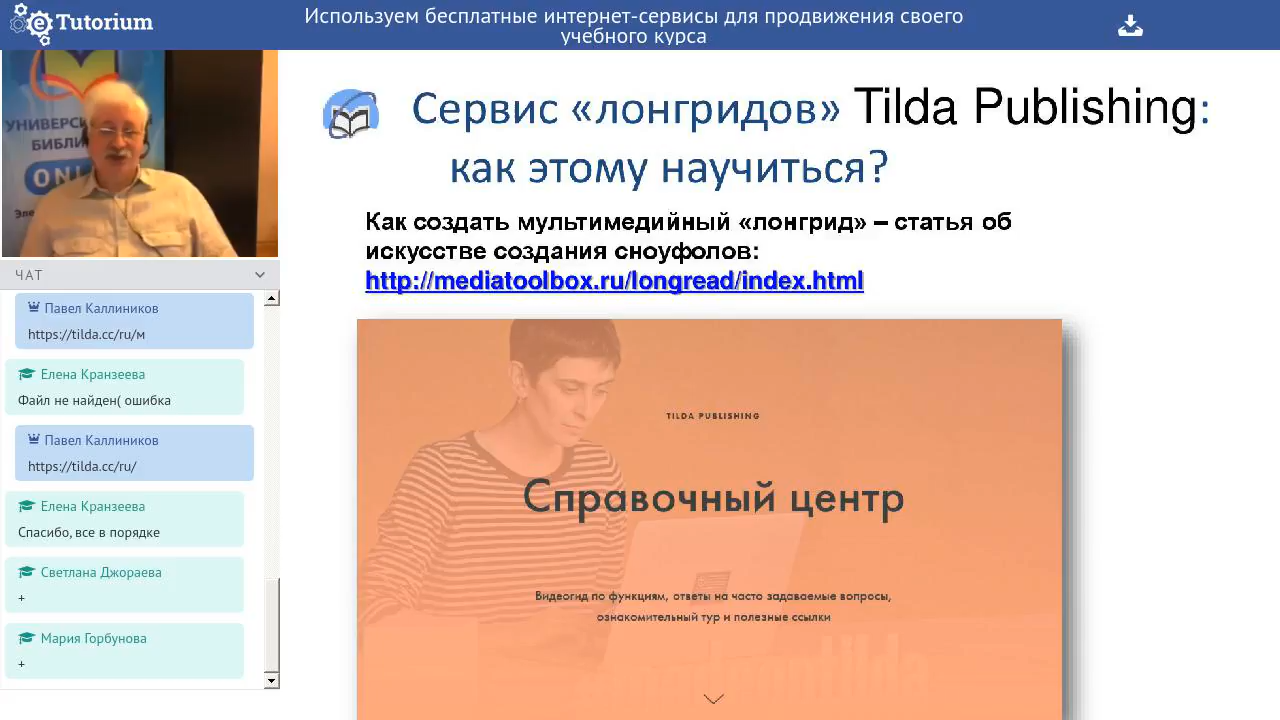 eTutorium
Используем бесплатные интернет-сервисы для продвижения своего
учебного курса
УНИВЕРСИ
БИБЛИ
ONL
Эле
ЧАТ
Павел Каллиников
https://tilda.cc/ru/м
Елена Кранзеева
Файл не найден( ошибка
Павел Каллиников
https://tilda.cc/ru/
Елена Кранзеева
Спасибо, все в порядке
Светлана Джораева
+
Мария Горбунова
+
Сервис «лонгридов» Tilda Publishing:
как этому научиться?
Как создать мультимедийный «лонгрид» – статья об
искусстве создания сноуфолов:
http://mediatoolbox.ru/longread/index.html
TILDA PUBLISHING
Справочный центр
Видеогид по функциям, ответы на часто задаваемые вопросы,
ознакомительный тур и полезные ссылки